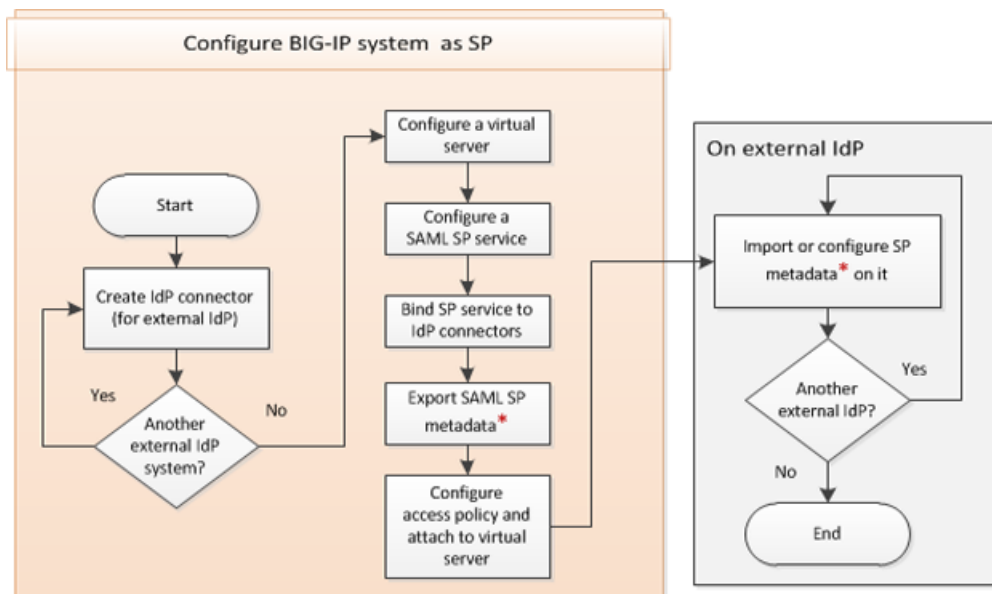 Configure BIG-IP system as SP
Start
Create IdP connector
(for external IdP)
Yes
No
Another
external IdP
system?
Configure a virtual
server
Configure a
SAML SP service
Bind SP service to
IdP connectors
Export SAML SP
metadata*
Configure
access policy and
attach to virtual
server
On external IdP
Import or configure SP
metadata* on it
Another
external IdP?
Yes
No
End